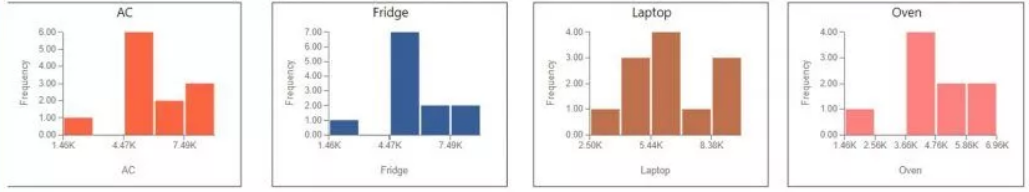 AC
Frequency
6.00
5.00
4.00
3.00
2.00
1.00
0.00
1.46K 4.47K 7.49K
AC
Fridge
Frequency
7.00
6.00
5.00
4.00
3.00
2.00
1.00
0.00
1.46K 4.47K 7.49K
Fridge
Laptop
Frequency
4.00
3.00
2.00
1.00
0.00
2.50K 5.44K 8.38K
Laptop
Oven
Frequency
4.00
3.00
2.00
1.00
0.00
1.46K 2.56K 3.66K 4.76K 5.86K 6.96K
Oven